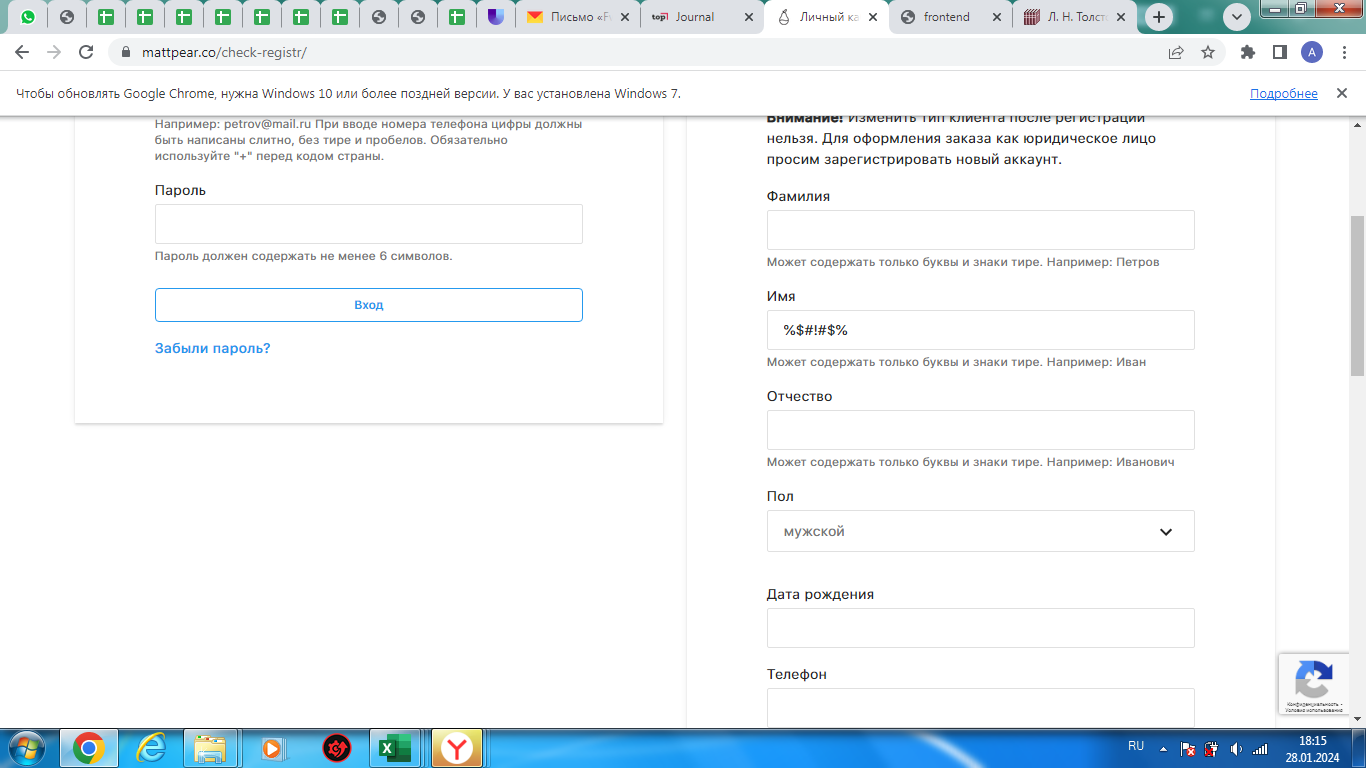 Письмо «F
top1 Journal
Личный ка
frontend
Л. Н. Толст
mattpear.co/check-registr/
A
Чтобы обновлять Google Chrome, нужна Windows 10 или более поздней версии. У вас установлена Windows 7.
Подробнее
Например: petrov@mail.ru При вводе номера телефона цифры должны
быть написаны слитно, без тире и пробелов. Обязательно
используйте "+" перед кодом страны.
Пароль
Пароль должен содержать не менее 6 символов.
Вход
Забыли пароль?
Внимание! Изменить тип клиента после регистрации
нельзя. Для оформления заказа как юридическое лицо
просим зарегистрировать новый аккаунт.
Фамилия
Может содержать только буквы и знаки тире. Например: Петров
Имя
%$#!#$%
Может содержать только буквы и знаки тире. Например: Иван
Отчество
Может содержать только буквы и знаки тире. Например: Иванович
Пол
мужской
Дата рождения
Телефон
Конфиденциальность -
Условия использования
RU
18:15
28.01.2024